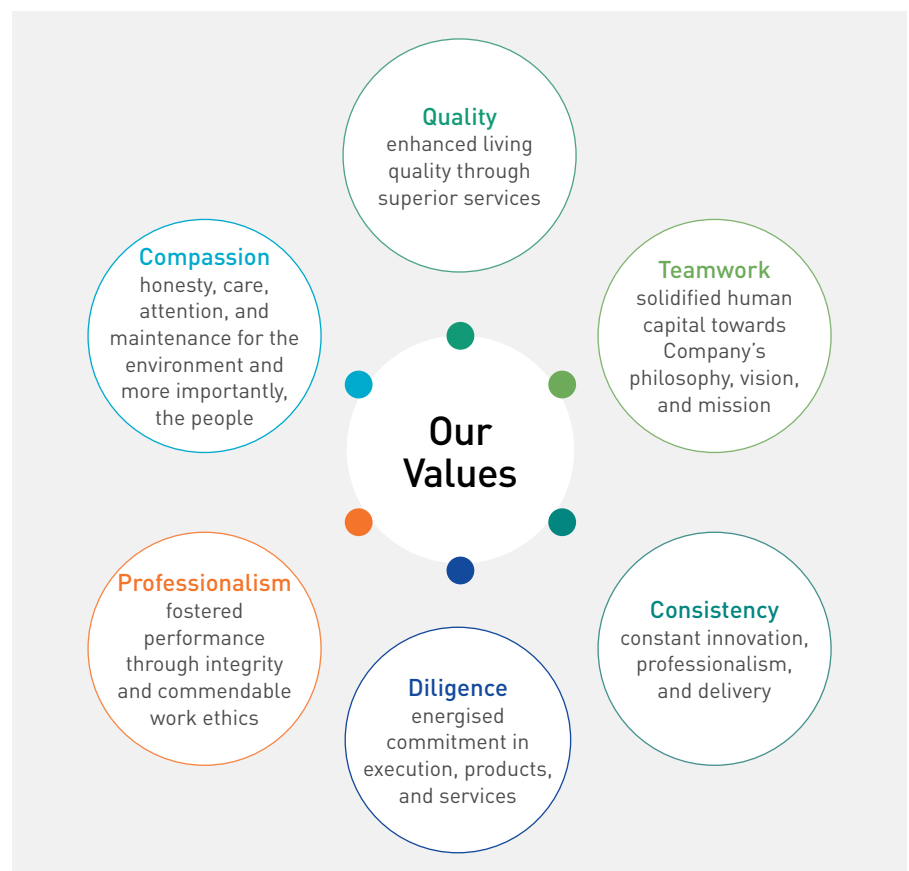 Quality
enhanced living
quality through
superior services
Compassion
honesty, care,
attention, and
maintenance for the
environment and
more importantly,
the people
Teamwork
solidified human
capital towards
Company’s
philosophy, vision,
and mission
Our
Values
Professionalism
fostered
performance
through integrity
and commendable
work ethics
Diligence
energised
commitment in
execution, products,
and services
Consistency
constant innovation,
professionalism,
and delivery